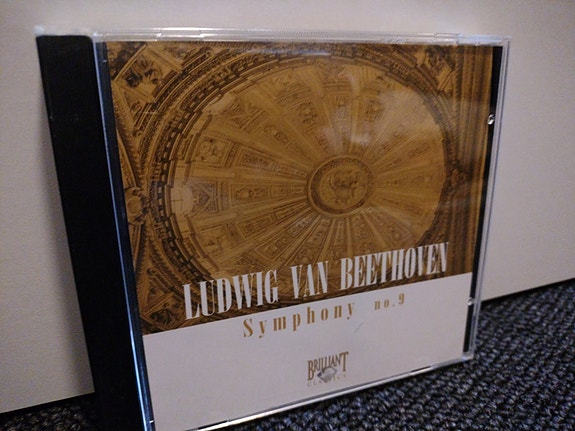 LUDWIG VAN BEETHOVEN
Symphony no.9
BRILLIANT
CLASSICS